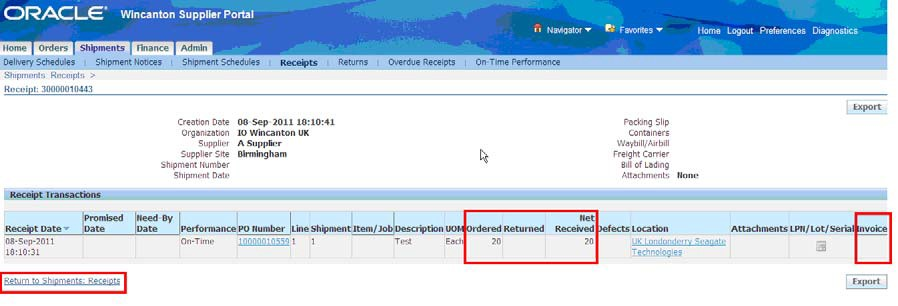 ORACLE® Wincanton Supplier Portal
Navigator Favorites Home Logout Preferences Diagnostics
Home Orders Shipments Finance Admin
Delivery Schedules | Shipment Notices | Shipment Schedules | Receipts | Returns | Overdue Receipts | On-Time Performance
Shipments Receipts >
Receipt: 30000010443
Export
Creation Date 08-Sep-2011 18:10:41 Packing Slip
Organization IO Wincanton UK Containers
Supplier A Supplier Waybill/Airbill
Supplier Site Birmingham Freight Carrier
Shipment Number Bill of Lading
Shipment Date Attachments None
Receipt Transactions
Promised Need-By Net
Receipt Date Date Date Performance PO Number Line Shipment Item/Job Description UOM Ordered Returned Received Defects Location Attachments LPN/Lot/Serial Invoice
08-Sep-2011 On-Time 10000010559 1 1 Test Each 20 20 UK Londonderry Seagate
18:10:31 Technologies
Return to Shipments: Receipts Export